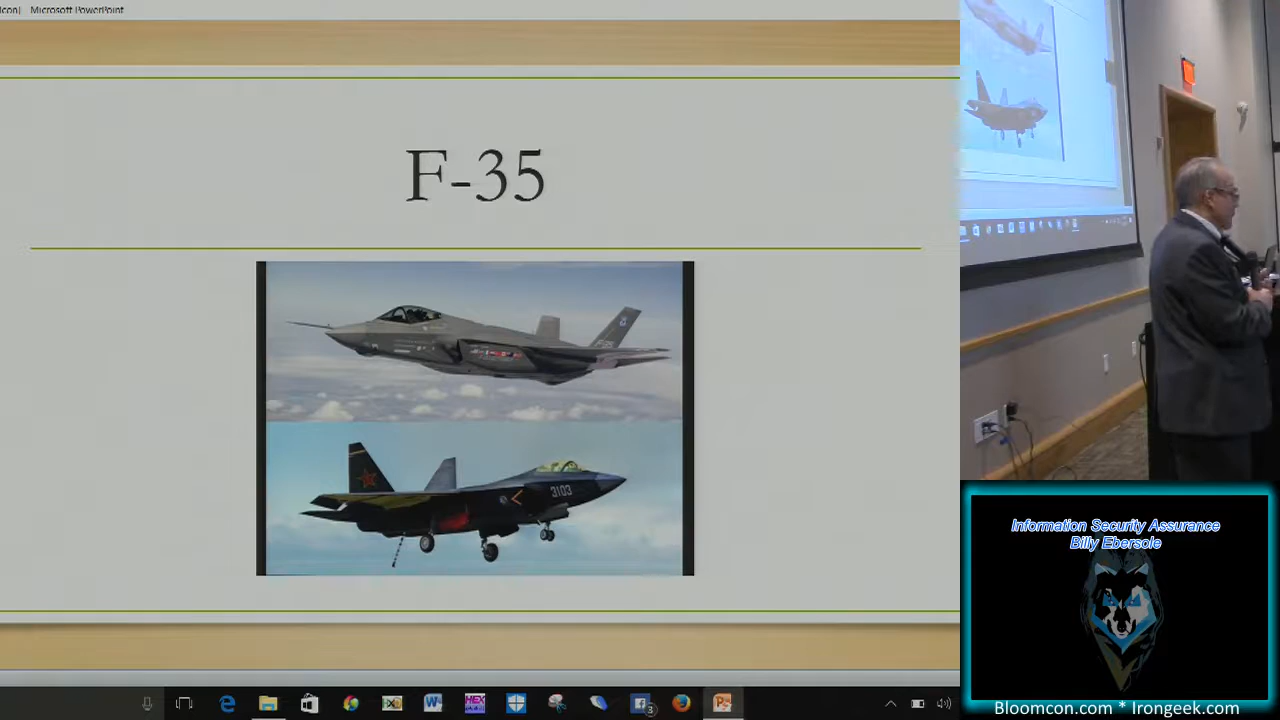 Microsoft PowerPoint
F-35
3103
Information Security Assurance
Billy Ebersole
Bloomcon.com * Irongeek.com